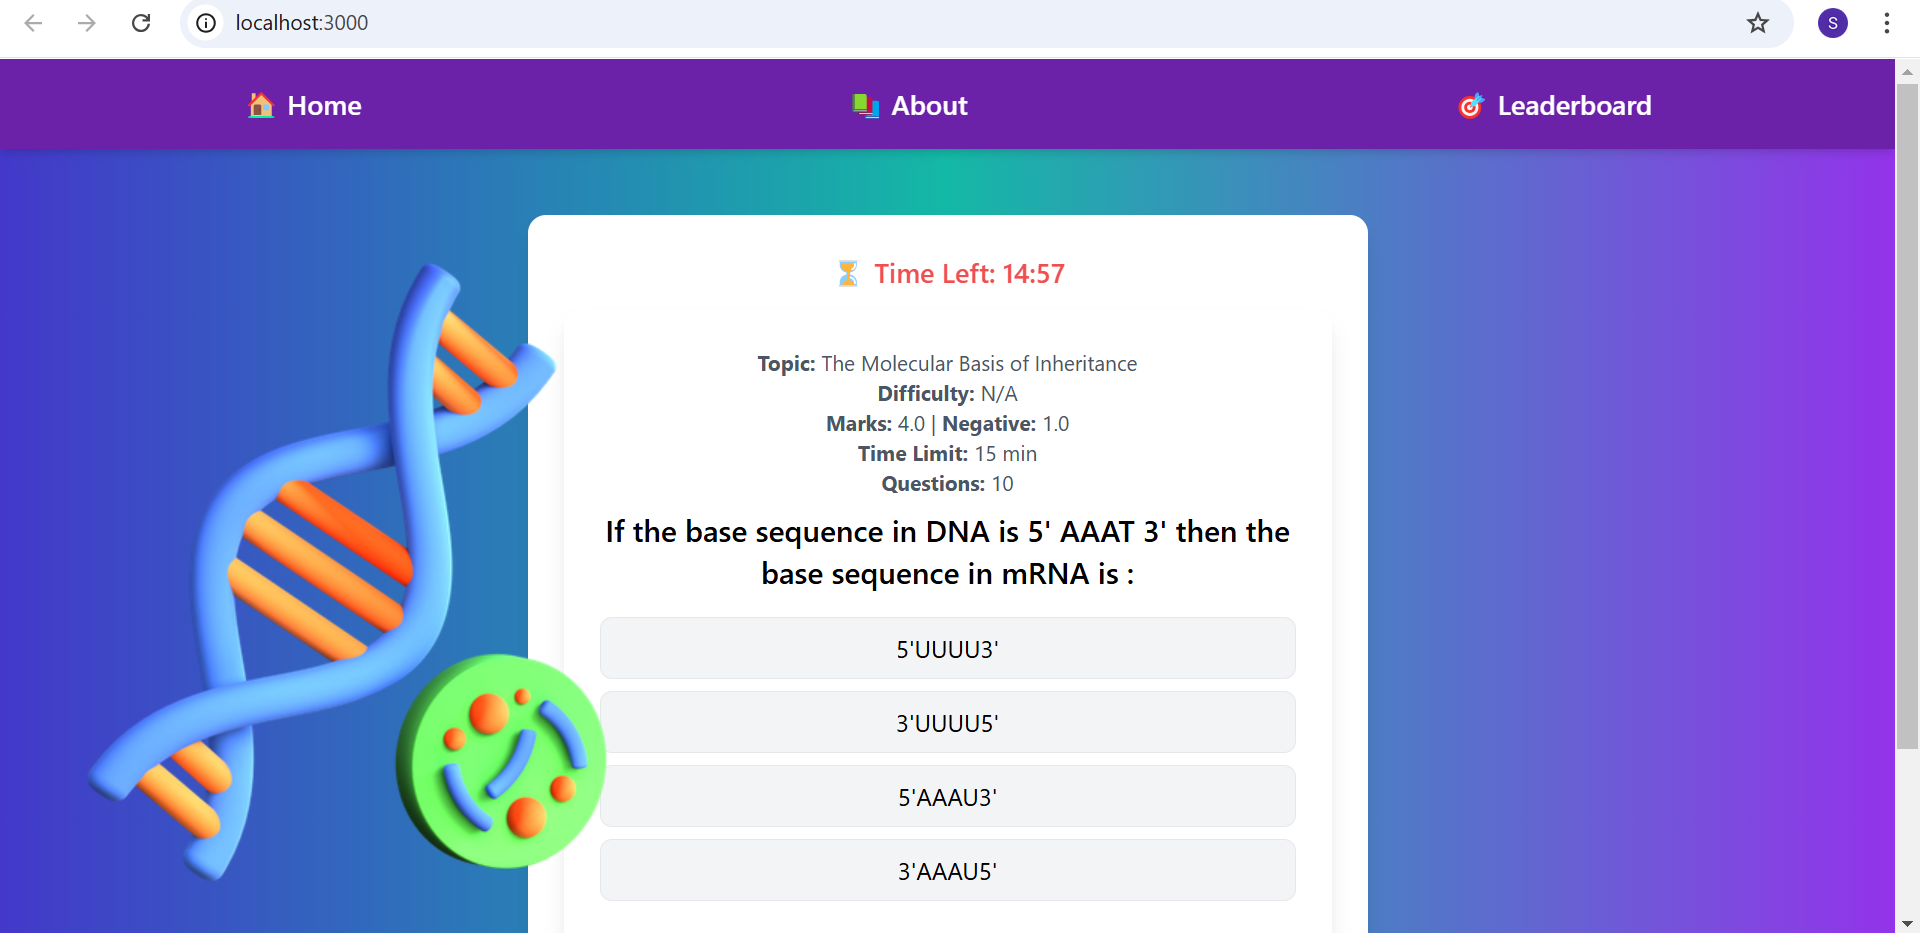 localhost:3000
S
Home
About
Leaderboard
Time Left: 14:57
Topic: The Molecular Basis of Inheritance
Difficulty: N/A
Marks: 4.0 | Negative: 1.0
Time Limit: 15 min
Questions: 10
If the base sequence in DNA is 5' AAAT 3' then the
base sequence in mRNA is :
5'UUUU3'
3'UUUU5'
5'AAAU3'
3'AAAU5'